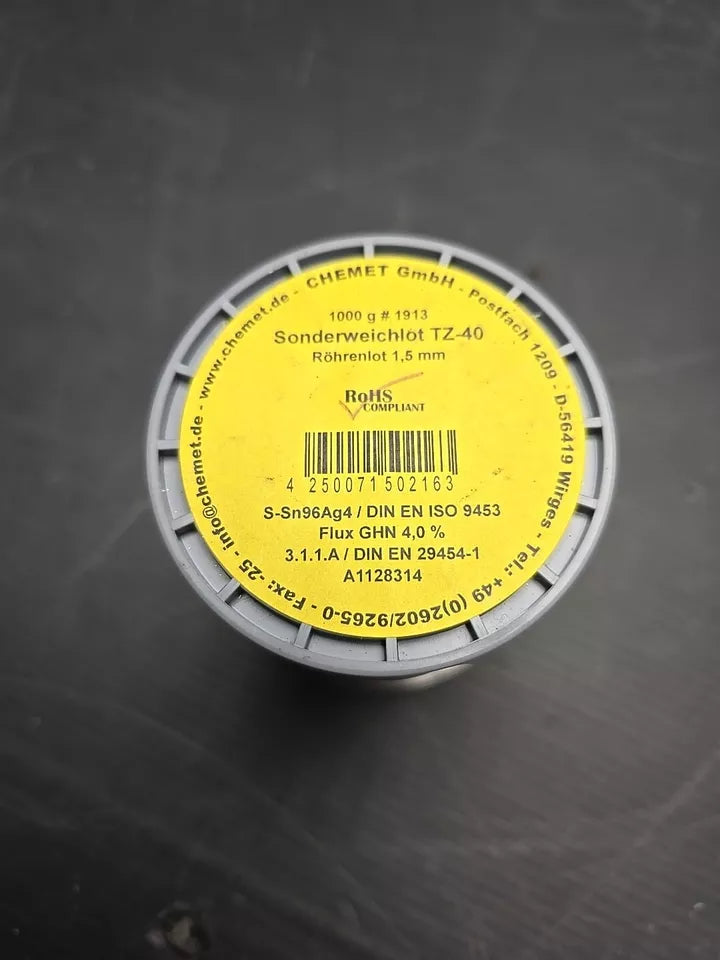 info@chemet.de - www.chemet.de - CHEMET GmbH - Postfach 1209 - D-56419 Wirges - Tel.: +49 (0)2602/9265-0 - Fax: -25 -
1000 g # 1913
Sonderweichlot TZ-40
Röhrenlot 1,5 mm
RoHS
COMPLIANT
4 250071 502163
S-Sn96Ag4 / DIN EN ISO 9453
Flux GHN 4,0 %
3.1.1.A / DIN EN 29454-1
A1128314